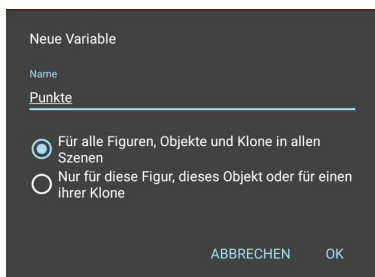 Neue Variable
Name
Punkte
Für alle Figuren, Objekte und Klone in allen
Szenen
Nur für diese Figur, dieses Objekt oder für einen
ihrer Klone
ABBRECHEN OK